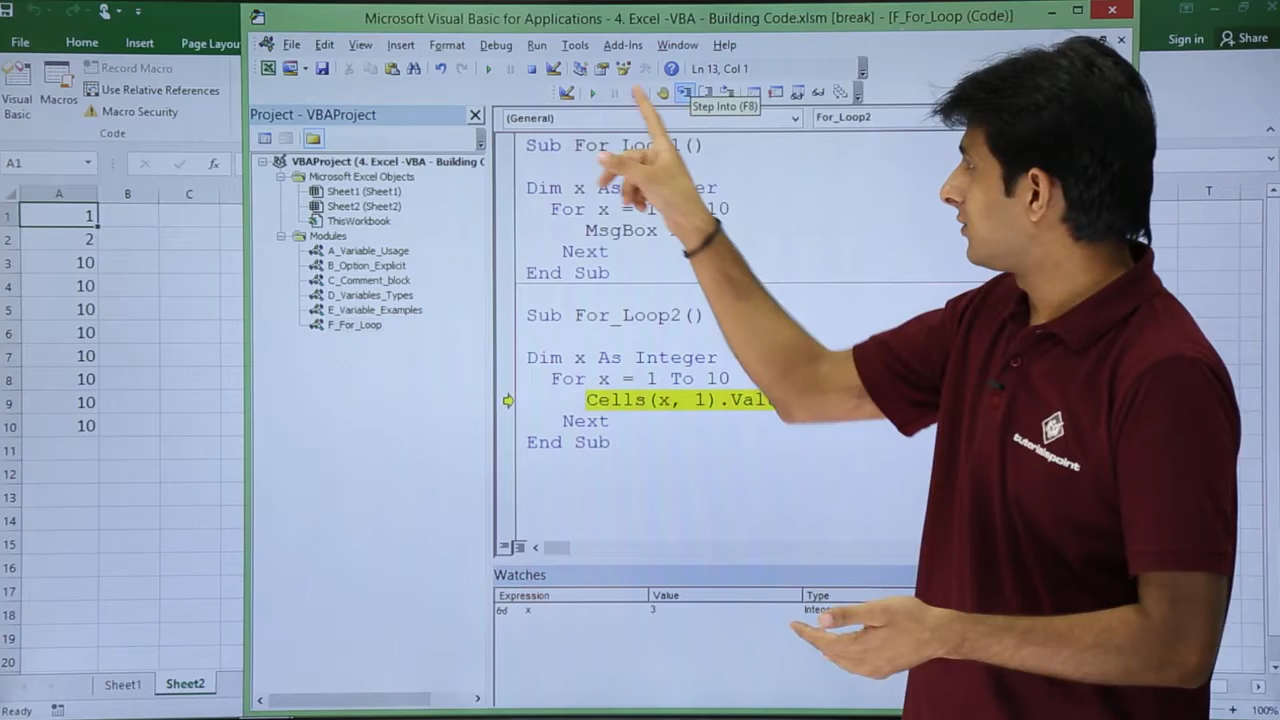 Microsoft Visual Basic for Applications - 4. Excel -VBA - Building Code.xlsm [break] - [F_For_Loop (Code)]
File Home Insert Page Layou
Sign in Share
File Edit View Insert Format Debug Run Tools Add-Ins Window Help
Record Macro
Use Relative References
Macro Security
Visual Basic
Macros
Code
Ln 13, Col 1
Step Into (F8)
Project - VBAProject
(General)
For_Loop2
A1
fx
A B C T
1 1
2 2
3 10
4 10
5 10
6 10
7 10
8 10
9 10
10 10
11
12
13
14
15
16
17
18
19
20
VBAProject (4. Excel -VBA - Building C
Microsoft Excel Objects
Sheet1 (Sheet1)
Sheet2 (Sheet2)
ThisWorkbook
Modules
A_Variable_Usage
B_Option_Explicit
C_Comment_block
D_Variables_Types
E_Variable_Examples
F_For_Loop
Sub For_Loop1()
Dim x As Integer
For x = 1 To 10
MsgBox
Next
End Sub
Sub For_Loop2()
Dim x As Integer
For x = 1 To 10
Cells(x, 1).Val
Next
End Sub
Watches
Expression Value Type
x 3 Intege
Sheet1 Sheet2
Ready
100%
tutorialspoint